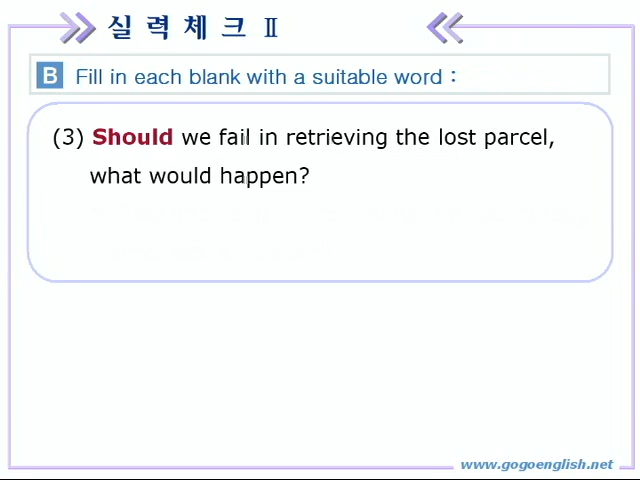 실 력 체 크 Ⅱ
B Fill in each blank with a suitable word :
(3) Should we fail in retrieving the lost parcel,
what would happen?
www.gogoenglish.net